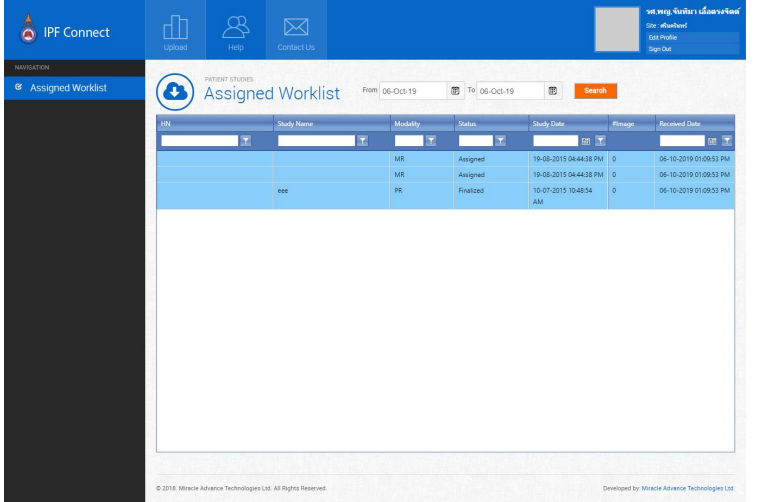 IPF Connect
Upload
Help
Contact Us
รศ.พญ.จันทิมา เอื้อตรงจิตต์
Site : ศรีนครินทร์
Edit Profile
Sign Out
NAVIGATION
Assigned Worklist
PATIENT STUDIES
Assigned Worklist
From 06-Oct-19 To 06-Oct-19 Search
HN Study Name Modality Status Study Date #Image Received Date
MR Assigned 19-08-2015 04:44:38 PM 0 06-10-2019 01:09:53 PM
MR Assigned 19-08-2015 04:44:38 PM 0 06-10-2019 01:09:53 PM
eee PR Finalized 10-07-2015 10:48:54 0 06-10-2019 01:09:53 PM
AM
© 2018. Miracle Advance Technologies Ltd. All Rights Reserved. Developed by: Miracle Advance Technologies Ltd.